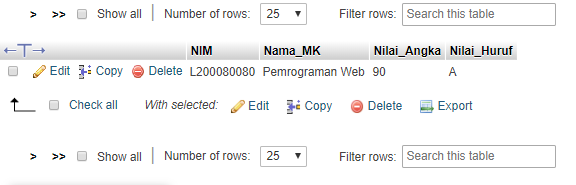 > >> Show all Number of rows: 25 Filter rows: Search this table
NIM Nama_MK Nilai_Angka Nilai_Huruf
Edit Copy Delete L200080080 Pemrograman Web 90 A
Check all With selected: Edit Copy Delete Export
> >> Show all Number of rows: 25 Filter rows: Search this table